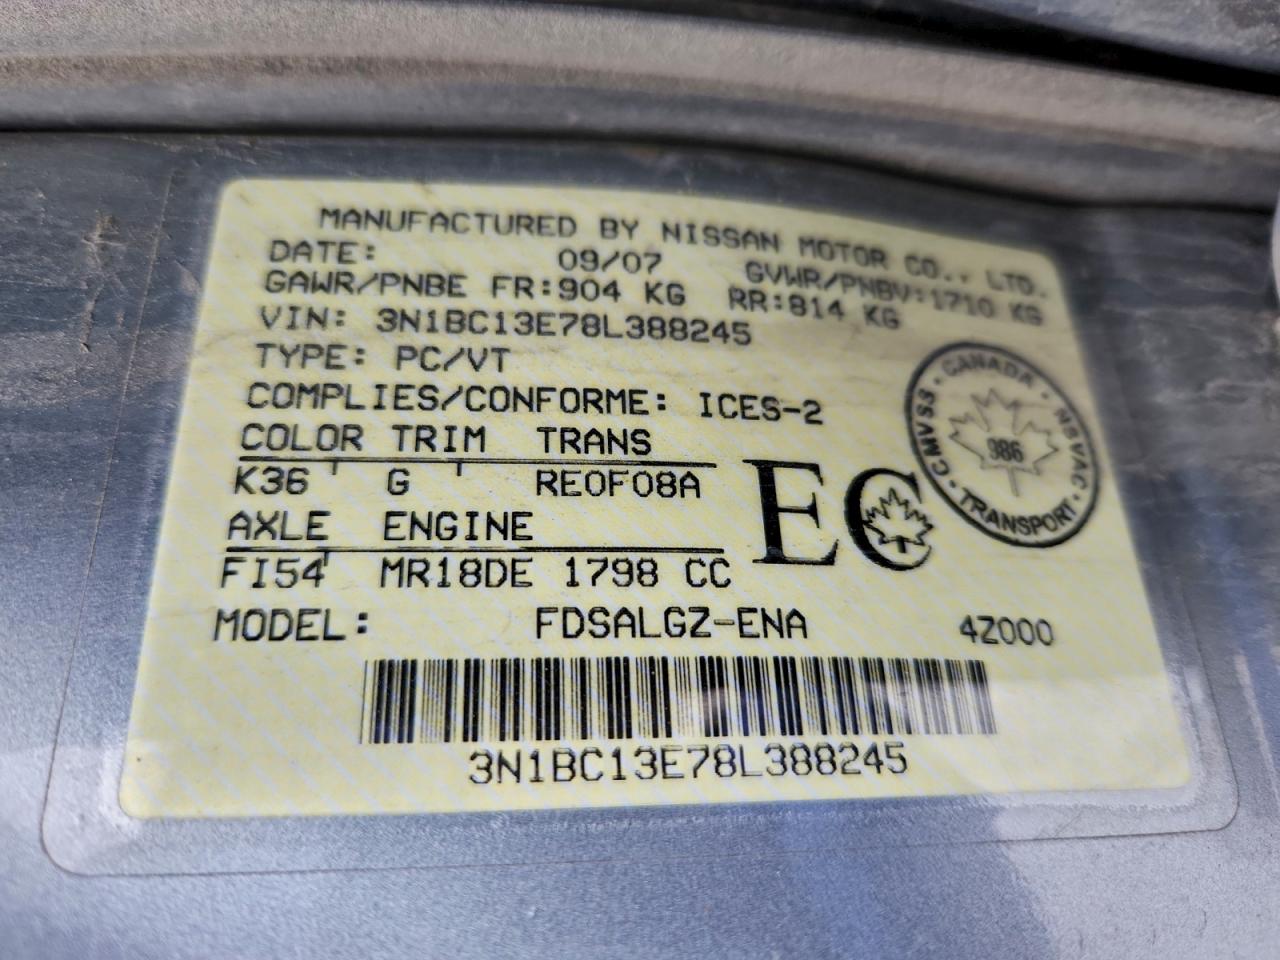 MANUFACTURED BY NISSAN MOTOR CO., LTD.
DATE: 09/07 GVWR/PNBV:1710 KG
GAWR/PNBE FR:904 KG RR:814 KG
VIN: 3N1BC13E78L388245
TYPE: PC/VT
COMPLIES/CONFORME: ICES-2
COLOR TRIM TRANS
K36 G RE0F08A
AXLE ENGINE
FI54 MR18DE 1798 CC
EC
CANADA · NSVAC · TRANSPORT · CMVSS ·
986
MODEL: FDSALGZ-ENA 4Z000
3N1BC13E78L388245